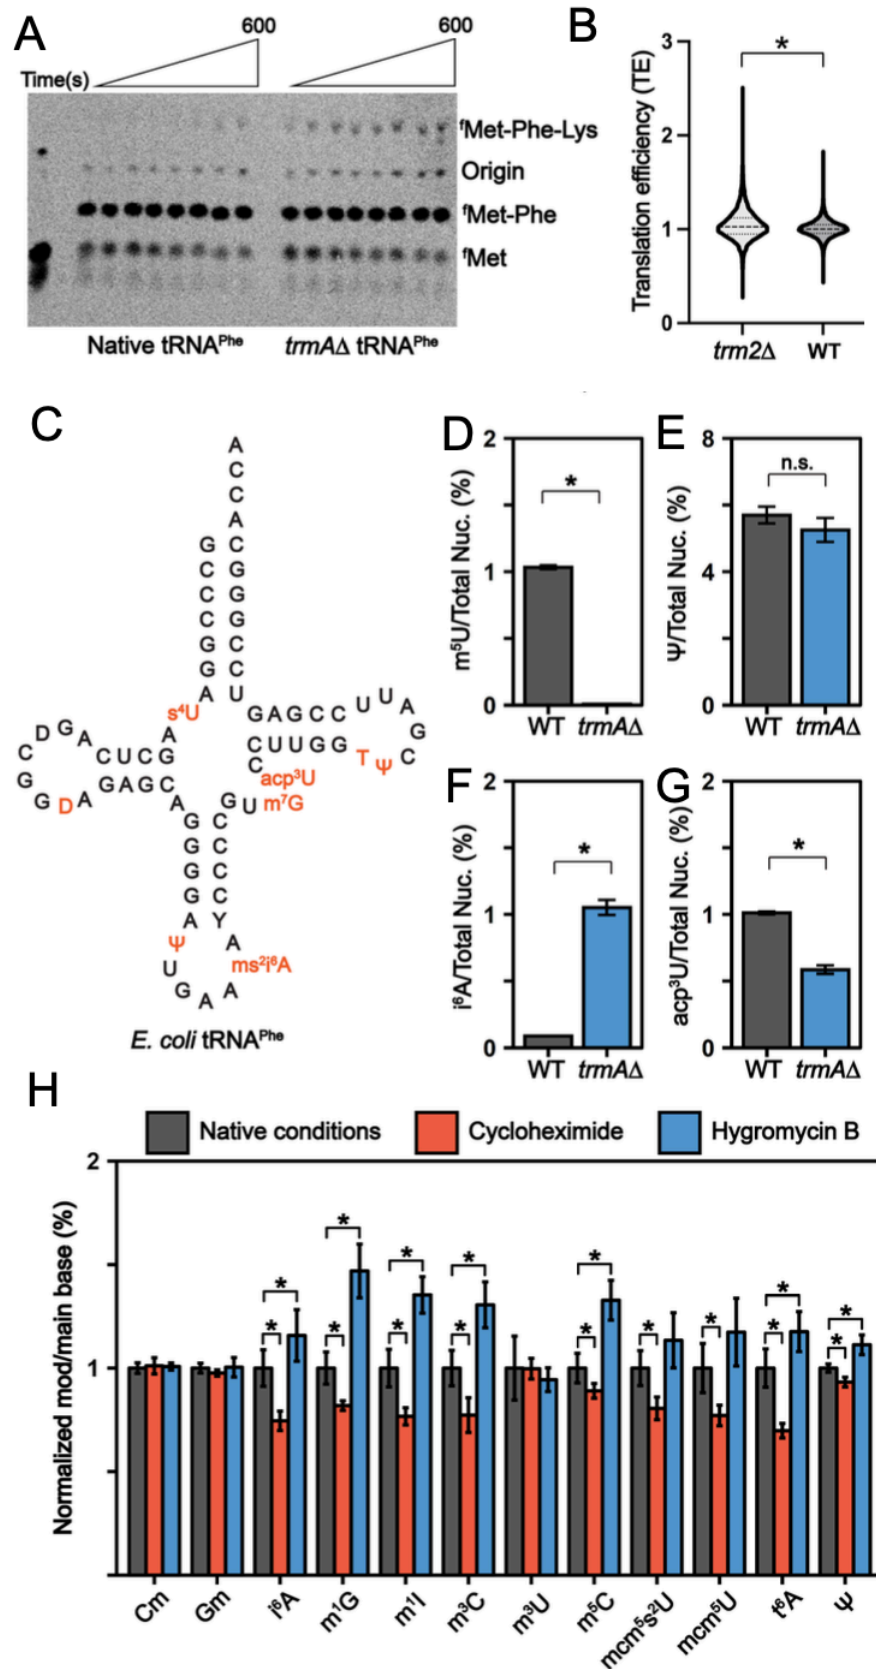 A
600
600
Time(s)
ᶠMet-Phe-Lys
Origin
ᶠMet-Phe
ᶠMet
Native tRNAᴾʰᵉ
trmAΔ tRNAᴾʰᵉ
B
Translation efficiency (TE)
3
2
1
0
*
trm2Δ
WT
C
A
C
C
A
G C
C G
C G
C G
G C
G C
A U
s⁴U
A
G
C
U
C
A
G
D
C
G
G
D
A
G A G C
A
G A G C C
U U
A
G
C
Ψ
T
C U U G G
C
acp³U
m⁷G
U
G
G C
G C
G C
G C
A Y
Ψ
A
U
ms²i⁶A
G A A
E. coli tRNAᴾʰᵉ
D
m⁵U/Total Nuc. (%)
2
1
0
*
WT
trmAΔ
E
Ψ/Total Nuc. (%)
8
4
0
n.s.
WT
trmAΔ
F
i⁶A/Total Nuc. (%)
2
1
0
*
WT
trmAΔ
G
acp³U/Total Nuc. (%)
2
1
0
*
WT
trmAΔ
H
Native conditions
Cycloheximide
Hygromycin B
Normalized mod/main base (%)
2
1
* * * * * * * * * * * * * * * *
Cm
Gm
i⁶A
m¹G
m¹I
m³C
m³U
m⁵C
mcm⁵s²U
mcm⁵U
t⁶A
Ψ